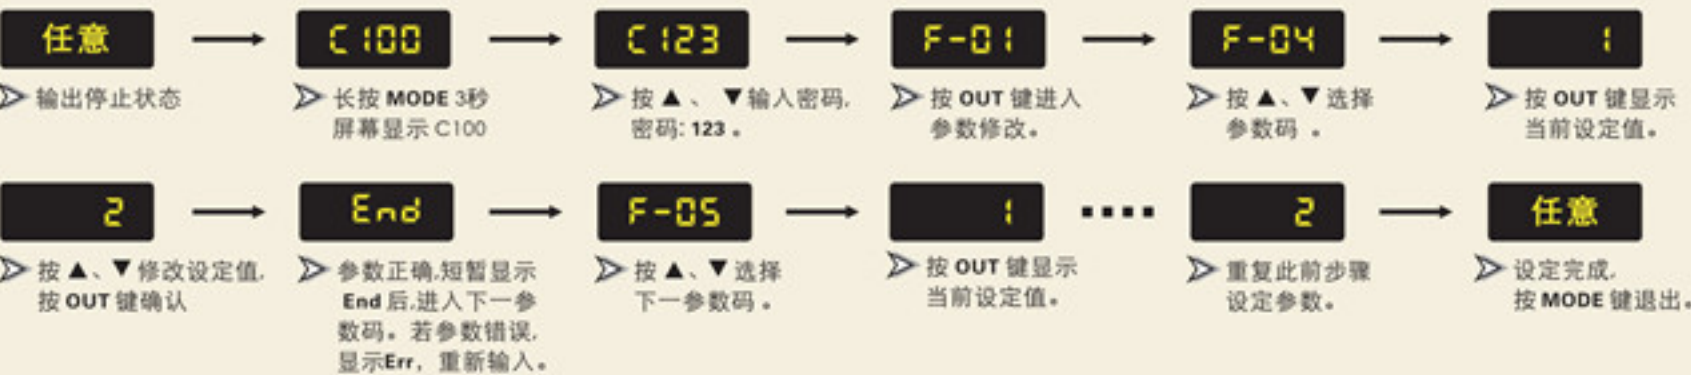 任意
C100
C123
F-01
F-04
1
输出停止状态
长按 MODE 3秒
屏幕显示 C100
按 ▲、 ▼输入密码.
密码: 123 。
按 OUT 键进入
参数修改。
按 ▲、▼ 选择
参数码 。
按 OUT 键显示
当前设定值。
2
End
F-05
1
2
任意
按 ▲、▼ 修改设定值.
按 OUT 键确认
参数正确.短暂显示
End 后.进入下一参
数码。若参数错误.
显示Err，重新输入。
按 ▲、▼ 选择
下一参数码 。
按 OUT 键显示
当前设定值。
重复此前步骤
设定参数。
设定完成.
按 MODE 键退出。